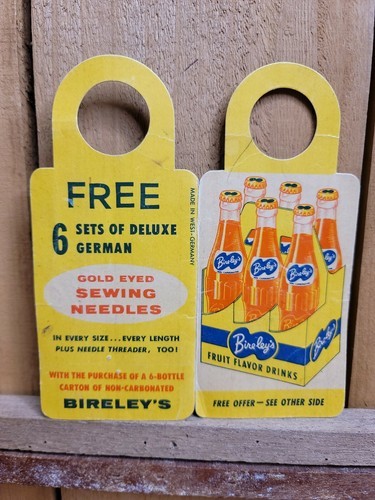 FREE
6 SETS OF DELUXE
GERMAN
GOLD EYED
SEWING
NEEDLES
IN EVERY SIZE...EVERY LENGTH
PLUS NEEDLE THREADER, TOO!
WITH THE PURCHASE OF A 6-BOTTLE
CARTON OF NON-CARBONATED
BIRELEY'S
MADE IN WEST-GERMANY
Bireley's
Bireley's
Bireley's
Bireley's
Bireley's
Bireley's
FRUIT FLAVOR DRINKS
FREE OFFER—SEE OTHER SIDE